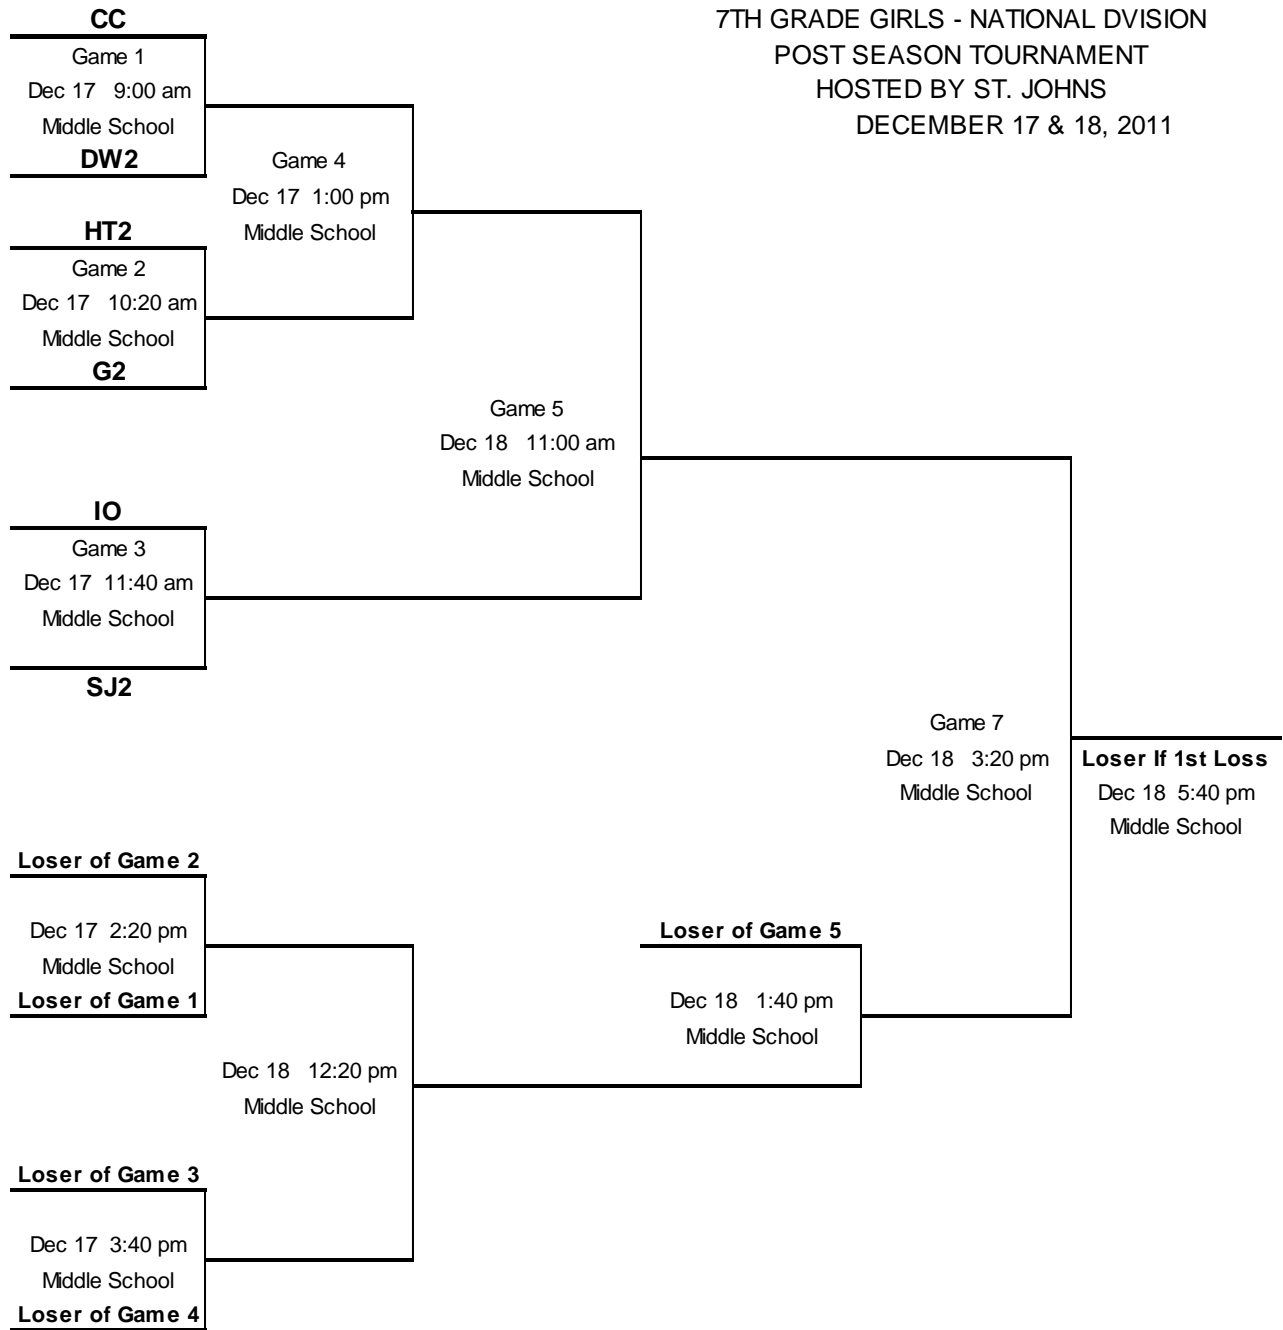 7TH GRADE GIRLS - NATIONAL DVISION
POST SEASON TOURNAMENT
HOSTED BY ST. JOHNS
DECEMBER 17 & 18, 2011
CC
Game 1
Dec 17 9:00 am
Middle School
DW2
Game 4
Dec 17 1:00 pm
Middle School
HT2
Game 2
Dec 17 10:20 am
Middle School
G2
Game 5
Dec 18 11:00 am
Middle School
IO
Game 3
Dec 17 11:40 am
Middle School
SJ2
Game 7
Dec 18 3:20 pm
Middle School
Loser If 1st Loss
Dec 18 5:40 pm
Middle School
Loser of Game 2
Dec 17 2:20 pm
Middle School
Loser of Game 1
Loser of Game 5
Dec 18 1:40 pm
Middle School
Dec 18 12:20 pm
Middle School
Loser of Game 3
Dec 17 3:40 pm
Middle School
Loser of Game 4